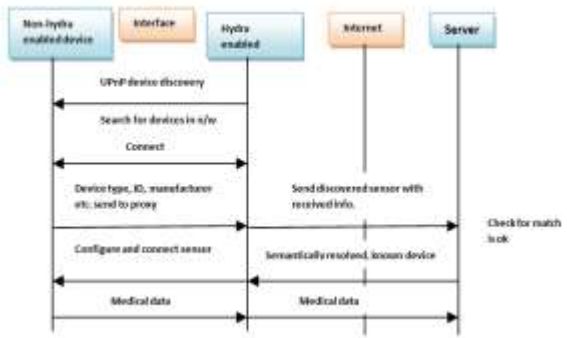 Non-hydra
enabled device
Interface
Hydra
enabled
Internet
Server
UPnP device discovery
Search for devices in n/w
Connect
Device type, ID, manufacturer
etc. send to proxy
Send discovered sensor with
received info.
Check for match
is ok
Configure and connect sensor
Semantically resolved, known device
Medical data
Medical data